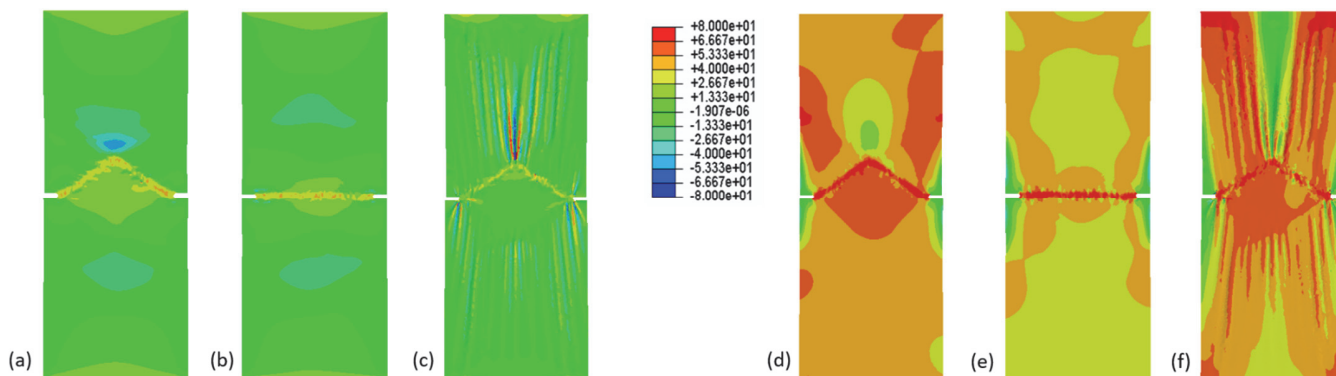 +8.000e+01
+6.667e+01
+5.333e+01
+4.000e+01
+2.667e+01
+1.333e+01
-1.907e-06
-1.333e+01
-2.667e+01
-4.000e+01
-5.333e+01
-6.667e+01
-8.000e+01
(a)
(b)
(c)
(d)
(e)
(f)